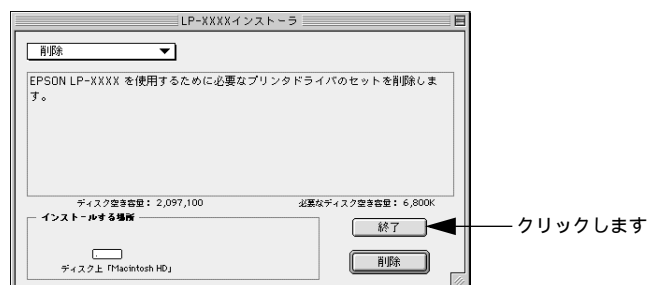 LP-XXXXインストーラ
削除
EPSON LP-XXXX を使用するために必要なプリンタドライバのセットを削除しま
す。
ディスク空き容量： 2,097,100
必要なディスク空き容量： 6,800K
インストールする場所
終了
クリックします
ディスク上「Macintosh HD」
削除